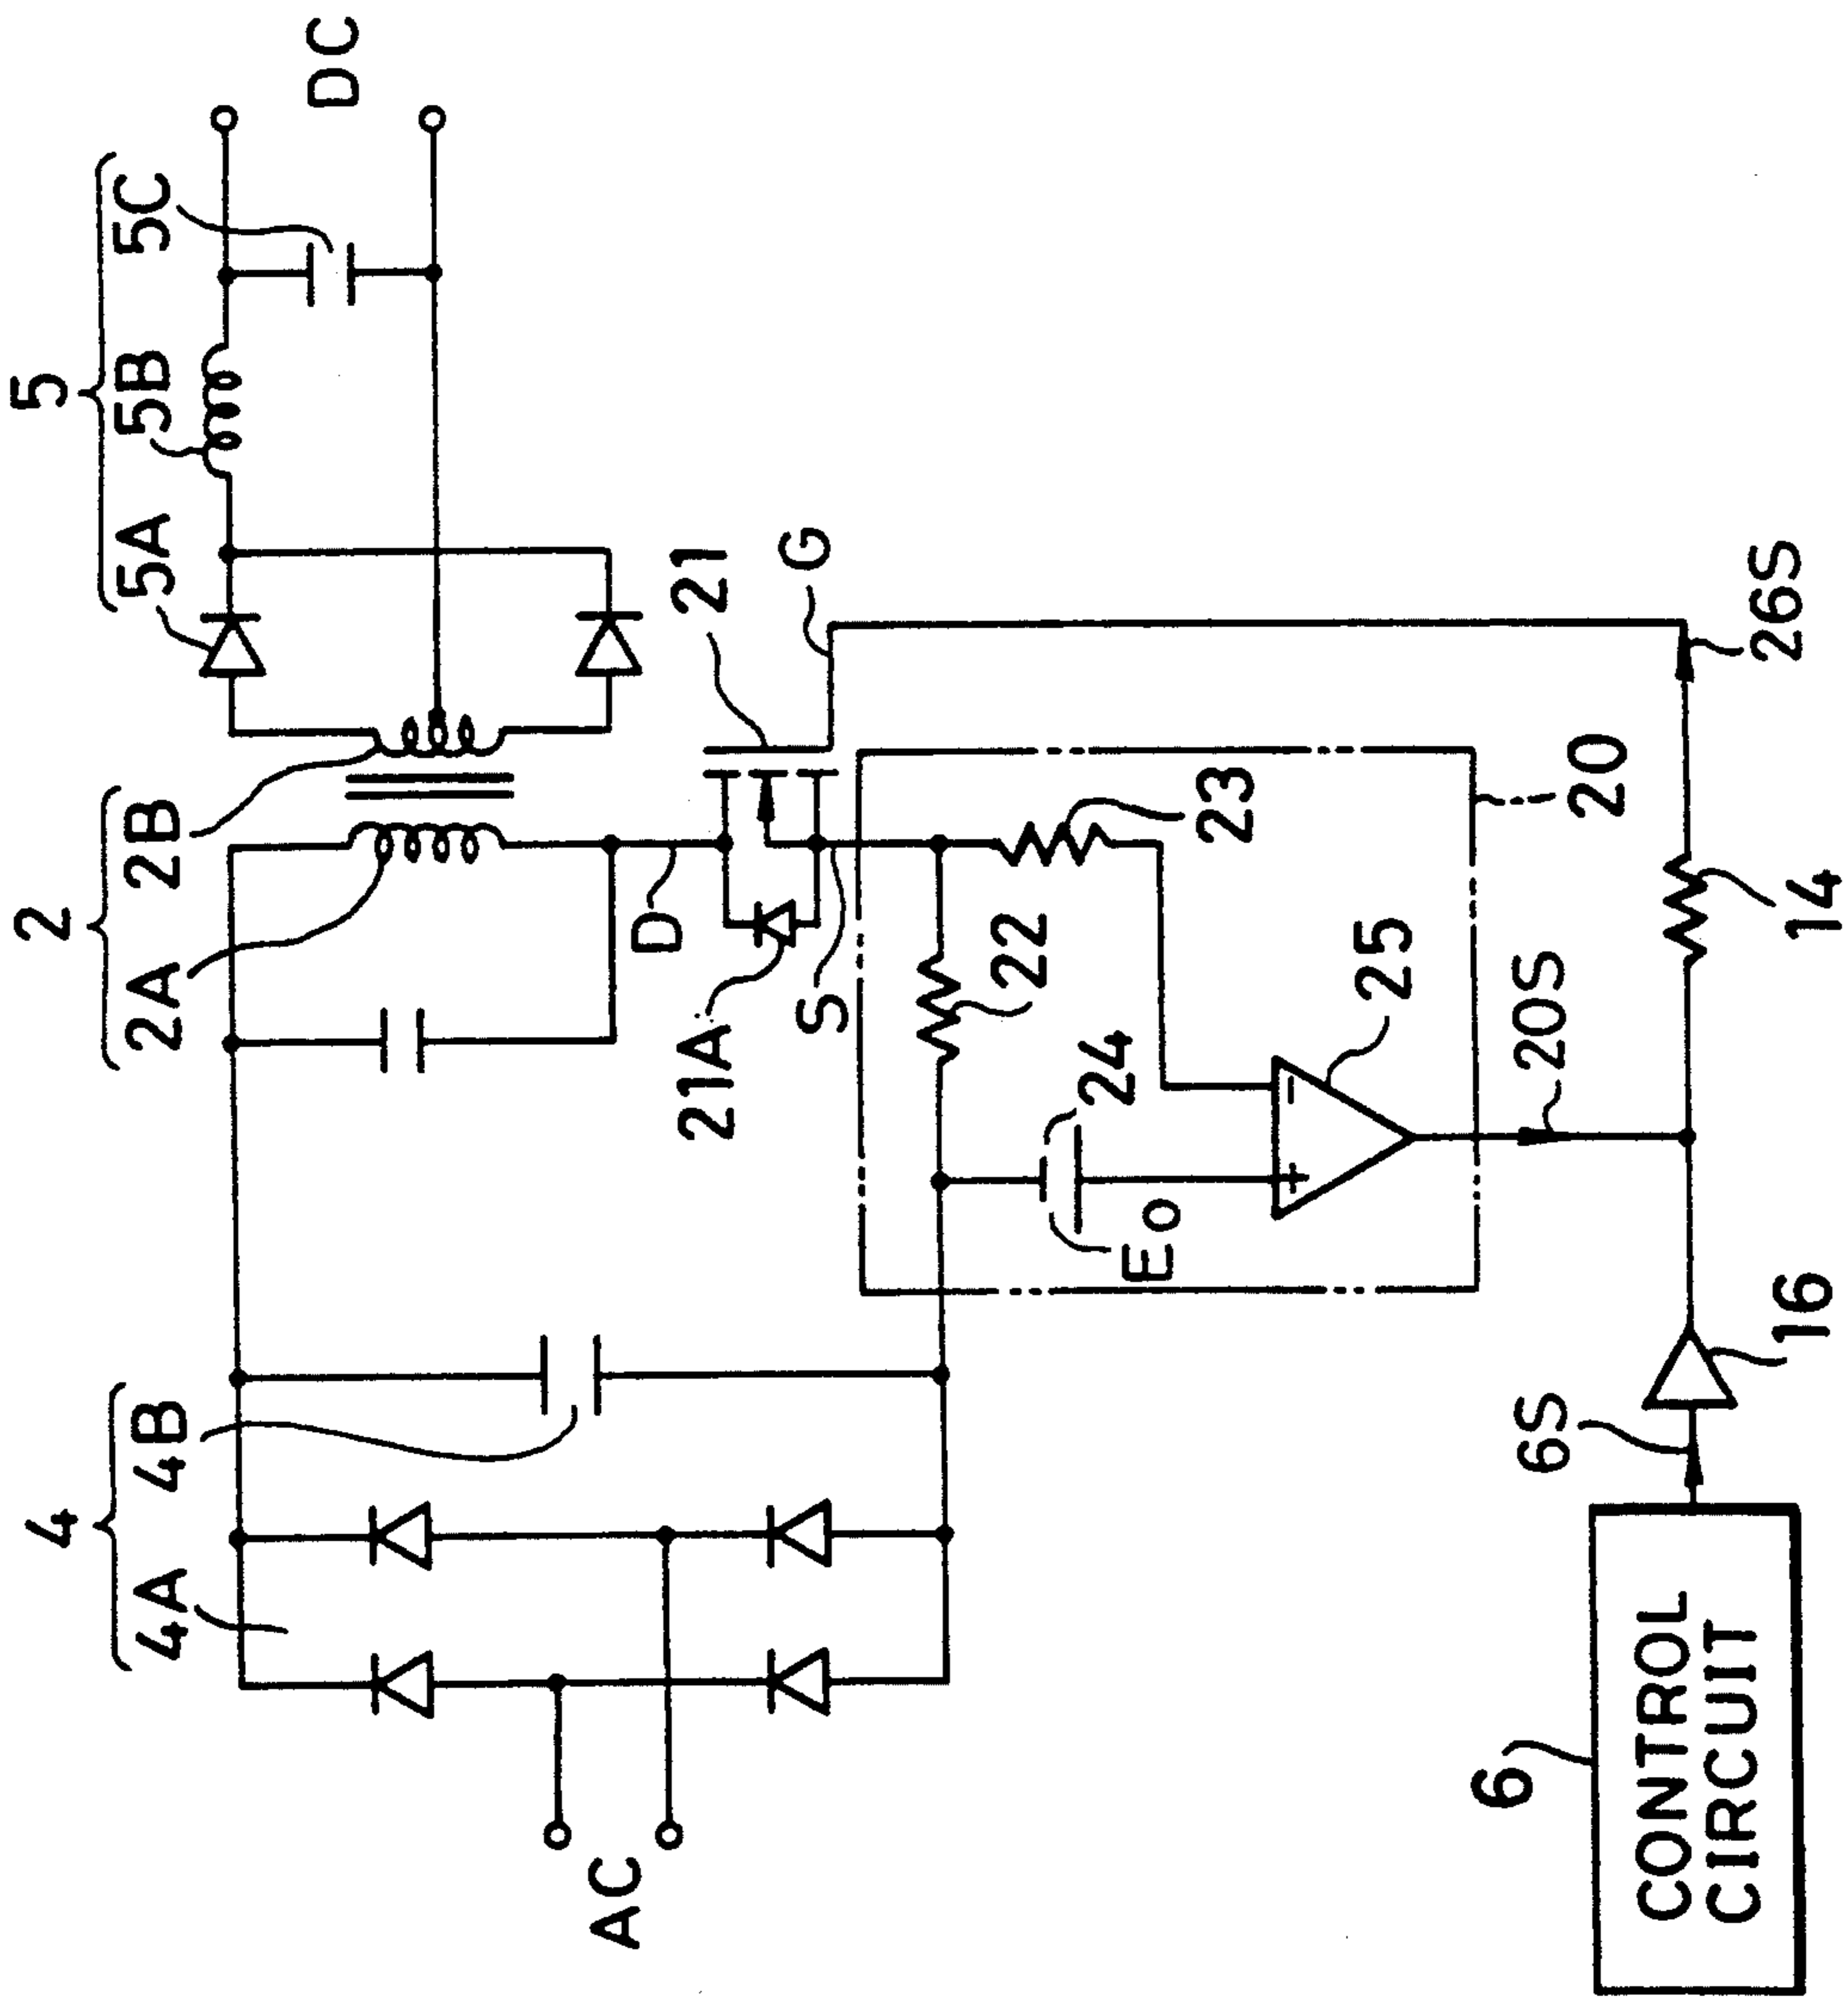 4
4A 4B
2
2A 2B
5
5A 5B 5C
DC
AC
D
21A
S
21
G
22
23
24
Eo
25
20
20S
6S
16
14
26S
6
CONTROL
CIRCUIT
+
-